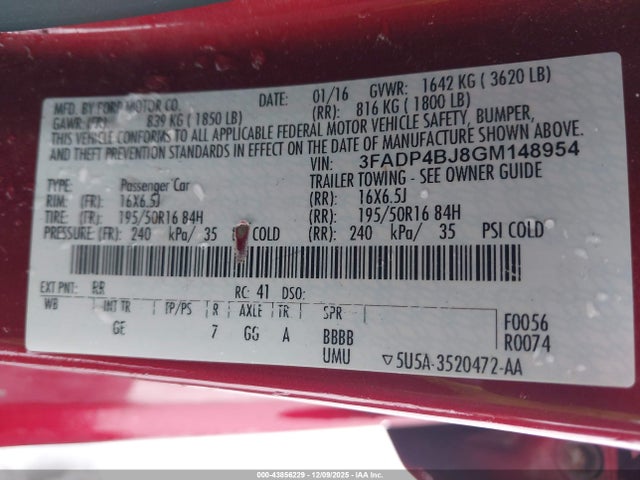 MFD. BY FORD MOTOR CO. DATE: 01/16 GVWR: 1642 KG ( 3620 LB)
GAWR: (FR): 839 KG ( 1850 LB) (RR): 816 KG ( 1800 LB)
THIS VEHICLE CONFORMS TO ALL APPLICABLE FEDERAL MOTOR VEHICLE SAFETY, BUMPER,
THEFT PREVENTION STANDARDS IN EFFECT ON THE DATE OF MANUFACTURE SHOWN ABOVE.
VIN: 3FADP4BJ8GM148954
TYPE: Passenger Car TRAILER TOWING - SEE OWNER GUIDE
RIM: (FR): 16X6.5J (RR): 16X6.5J
TIRE: (FR): 195/50R16 84H (RR): 195/50R16 84H
PRESSURE: (FR): 240 kPa/ 35 COLD (RR): 240 kPa/ 35 PSI COLD
EXT PNT: RR RC: 41 DSO:
WB INT TR TP/PS R AXLE TR SPR
GE 7 GG A BBBB F0056
UMU R0074
▽5U5A-3520472-AA
000-43856229 - 12/09/2025 - IAA Inc.